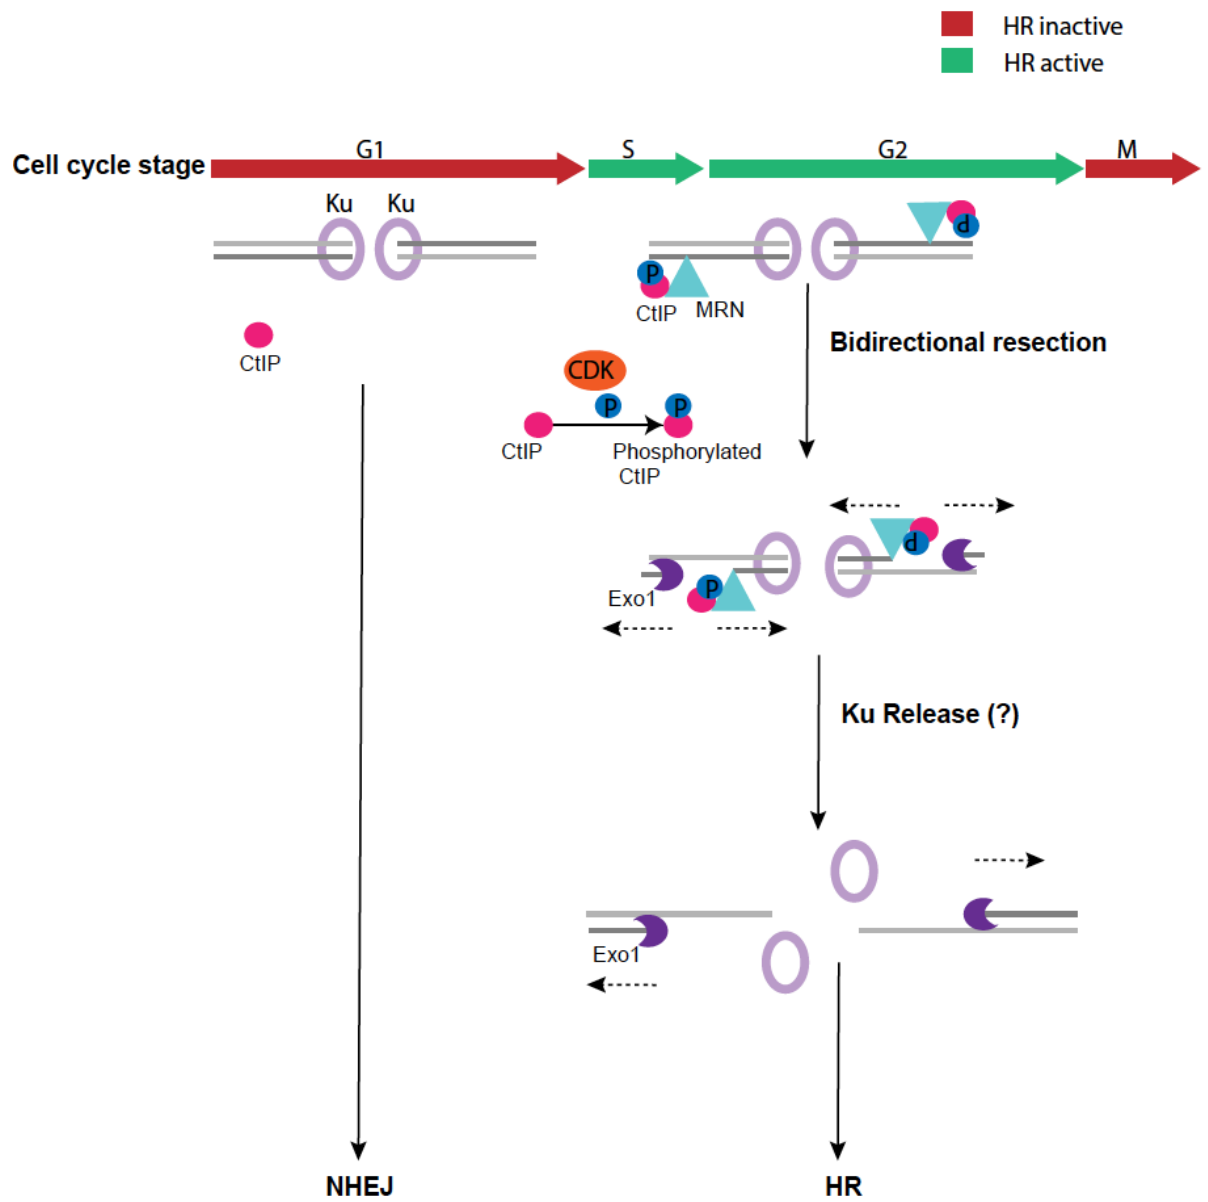 HR inactive
HR active
Cell cycle stage
G1
S
G2
M
Ku Ku
P
P
CtIP
MRN
CtIP
Bidirectional resection
CDK
P
P
CtIP
Phosphorylated
CtIP
P
P
Exo1
Ku Release (?)
Exo1
NHEJ
HR